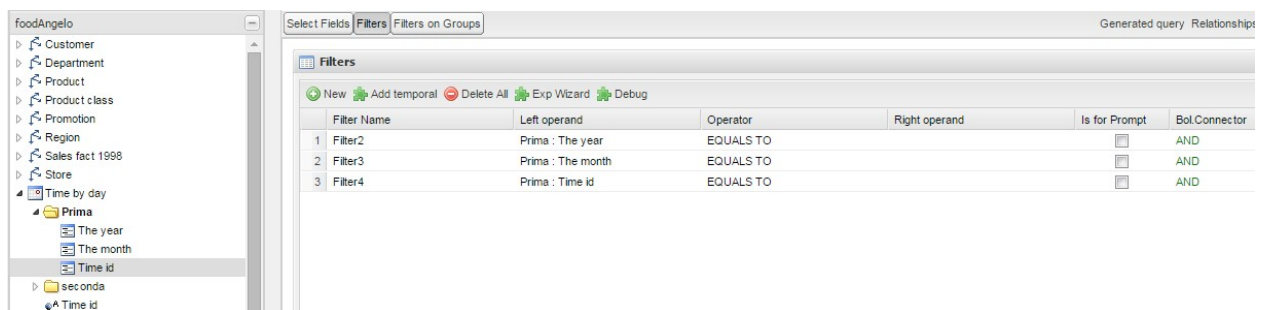 foodAngelo
Customer
Department
Product
Product class
Promotion
Region
Sales fact 1998
Store
Time by day
Prima
The year
The month
Time id
seconda
Time id
Select Fields Filters Filters on Groups Generated query Relationships
Filters
New Add temporal Delete All Exp Wizard Debug
Filter Name Left operand Operator Right operand Is for Prompt Bol.Connector
1 Filter2 Prima : The year EQUALS TO AND
2 Filter3 Prima : The month EQUALS TO AND
3 Filter4 Prima : Time id EQUALS TO AND